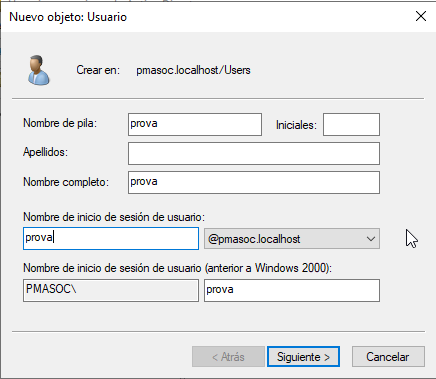 Nuevo objeto: Usuario
Crear en: pmasoc.localhost/Users
Nombre de pila: prova Iniciales:
Apellidos:
Nombre completo: prova
Nombre de inicio de sesión de usuario:
prova @pmasoc.localhost
Nombre de inicio de sesión de usuario (anterior a Windows 2000):
PMASOC\ prova
< Atrás Siguiente > Cancelar